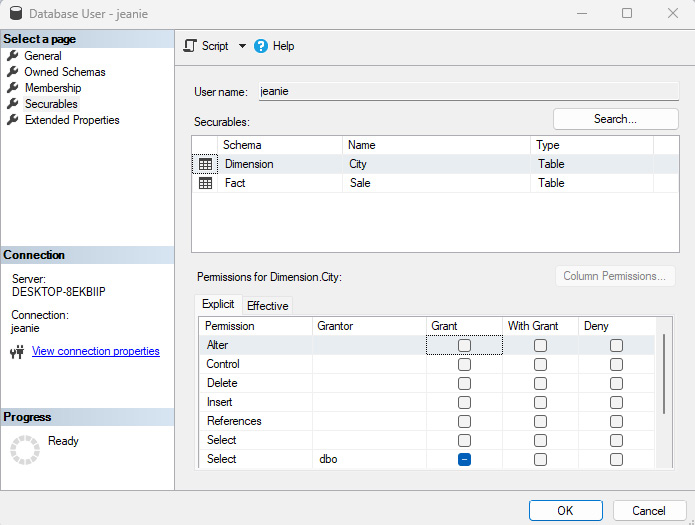 Database User - jeanie
Select a page
General
Owned Schemas
Membership
Securables
Extended Properties
Connection
Server:
DESKTOP-8EKBIIP
Connection:
jeanie
View connection properties
Progress
Ready
Script Help
User name: jeanie
Securables: Search...
Schema Name Type
Dimension City Table
Fact Sale Table
Permissions for Dimension.City: Column Permissions...
Explicit Effective
Permission Grantor Grant With Grant Deny
Alter
Control
Delete
Insert
References
Select
Select dbo
OK Cancel